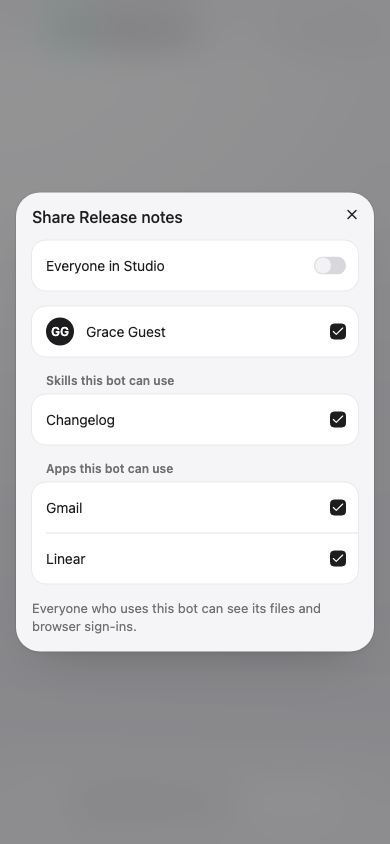 Share Release notes
Everyone in Studio
GG Grace Guest
Skills this bot can use
Changelog
Apps this bot can use
Gmail
Linear
Everyone who uses this bot can see its files and
browser sign-ins.